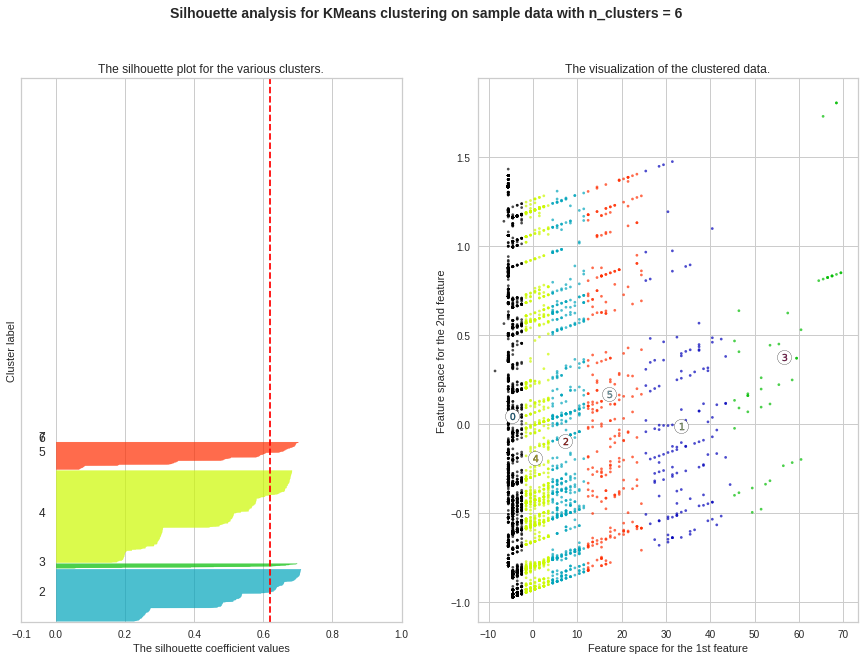 Silhouette analysis for KMeans clustering on sample data with n_clusters = 6
The silhouette plot for the various clusters.
Cluster label
5
4
3
2
−0.1 0.0 0.2 0.4 0.6 0.8 1.0
The silhouette coefficient values
The visualization of the clustered data.
Feature space for the 2nd feature
1.5
1.0
0.5
0.0
−0.5
−1.0
3
5
0
1
2
4
−10 0 10 20 30 40 50 60 70
Feature space for the 1st feature